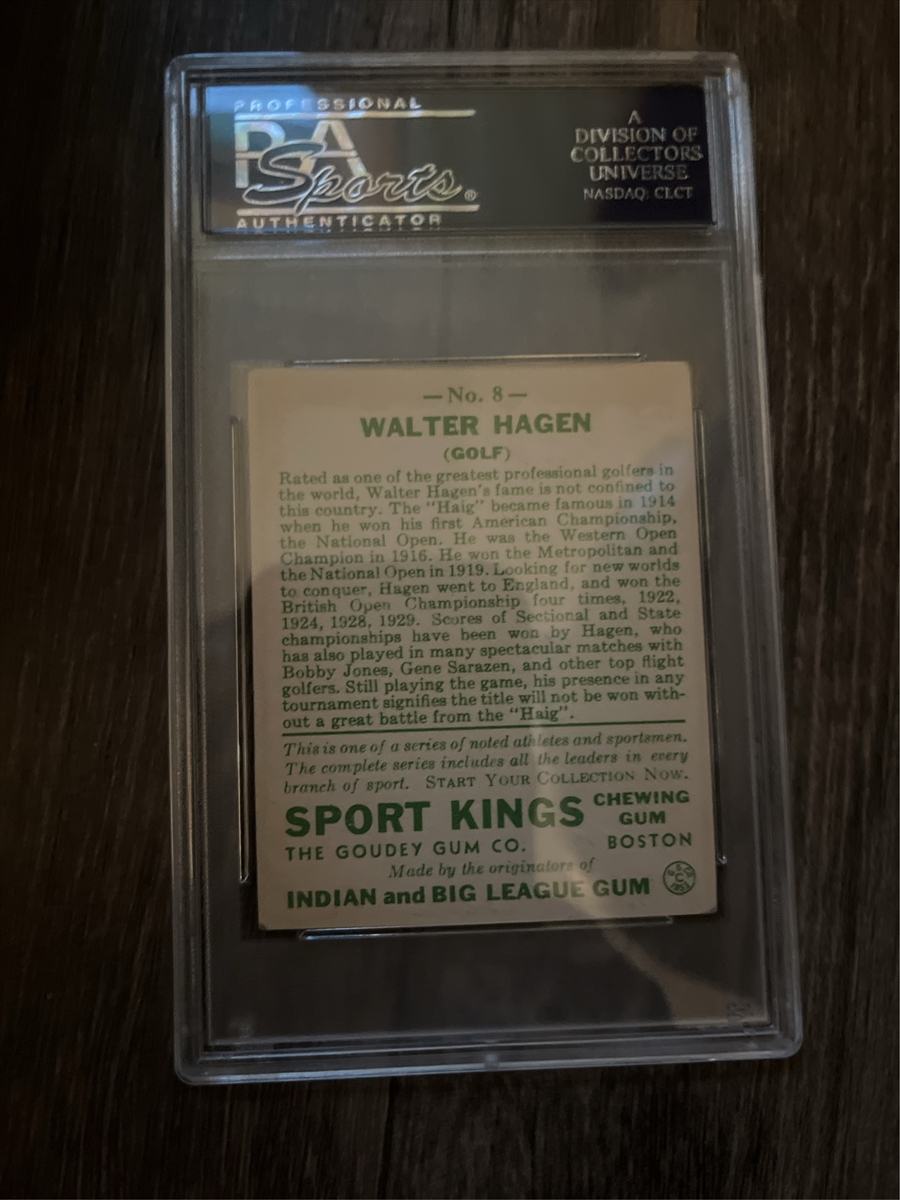 PROFESSIONAL
PSA
Sports®
AUTHENTICATOR
A
DIVISION OF
COLLECTORS
UNIVERSE
NASDAQ: CLCT
— No. 8 —
WALTER HAGEN
(GOLF)
Rated as one of the greatest professional golfers in
the world, Walter Hagen's fame is not confined to
this country. The "Haig" became famous in 1914
when he won his first American Championship,
the National Open. He was the Western Open
Champion in 1916. He won the Metropolitan and
the National Open in 1919. Looking for new worlds
to conquer, Hagen went to England, and won the
British Open Championship four times, 1922,
1924, 1928, 1929. Scores of Sectional and State
championships have been won by Hagen, who
has also played in many spectacular matches with
Bobby Jones, Gene Sarazen, and other top flight
golfers. Still playing the game, his presence in any
tournament signifies the title will not be won with-
out a great battle from the "Haig".
This is one of a series of noted athletes and sportsmen.
The complete series includes all the leaders in every
branch of sport. START YOUR COLLECTION NOW.
SPORT KINGS CHEWING GUM
THE GOUDEY GUM CO. BOSTON
Made by the originators of
INDIAN and BIG LEAGUE GUM